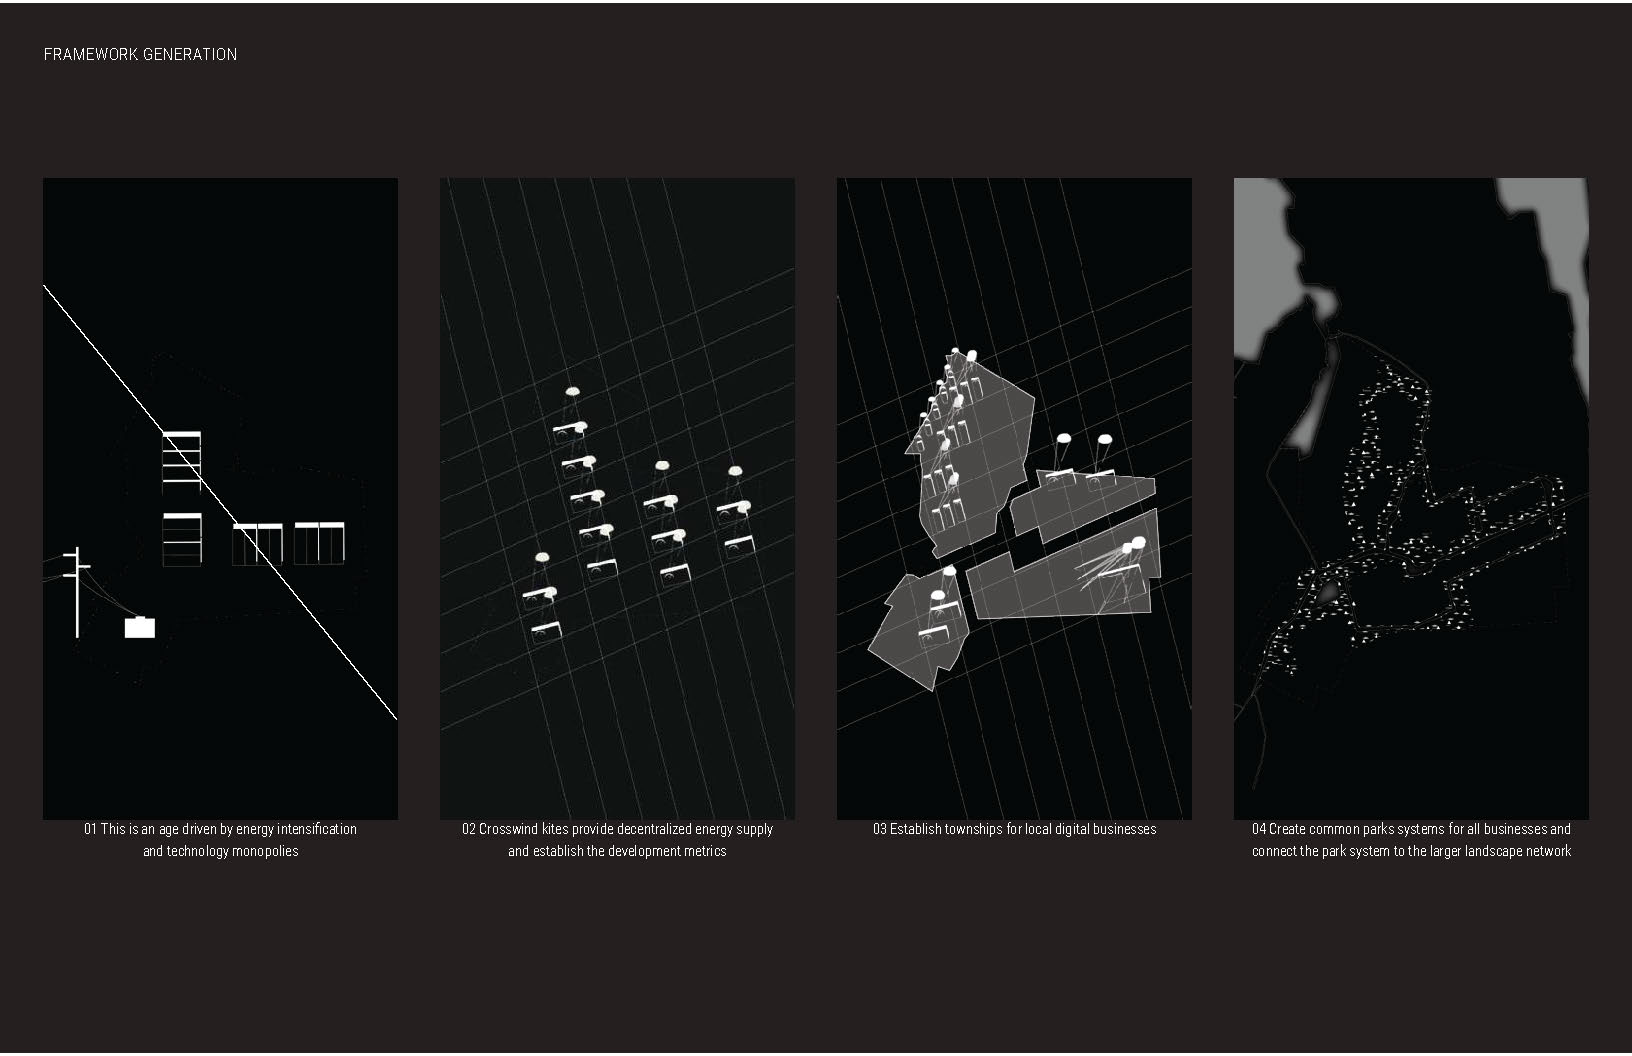 FRAMEWORK GENERATION
01 This is an age driven by energy intensification
and technology monopolies
02 Crosswind kites provide decentralized energy supply
and establish the development metrics
03 Establish townships for local digital businesses
04 Create common parks systems for all businesses and
connect the park system to the larger landscape network